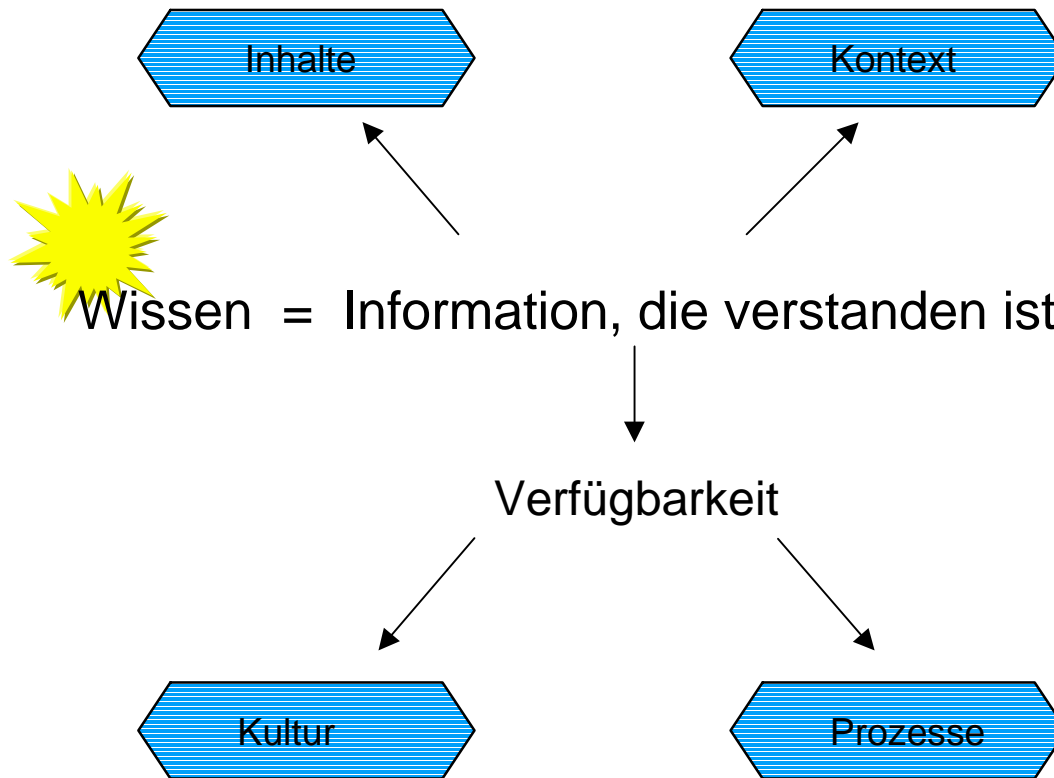 Inhalte
Kontext
Wissen = Information, die verstanden ist
Verfügbarkeit
Kultur
Prozesse